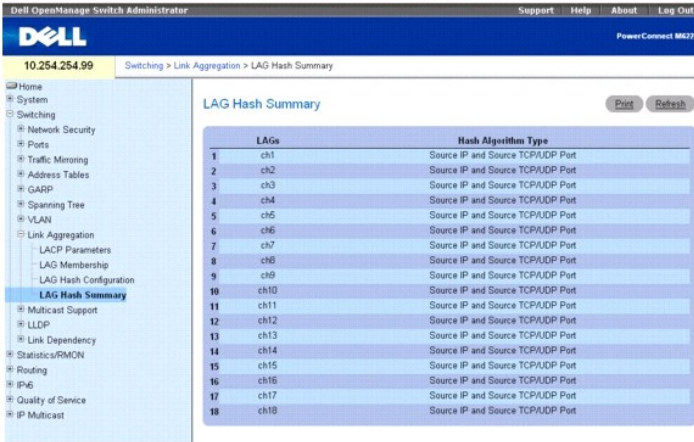 Dell OpenManage Switch Administrator
Support Help About Log Out
DELL
PowerConnect M622
10.254.254.99
Switching > Link Aggregation > LAG Hash Summary
Home
System
Switching
Network Security
Ports
Traffic Mirroring
Address Tables
GARP
Spanning Tree
VLAN
Link Aggregation
LACP Parameters
LAG Membership
LAG Hash Configuration
LAG Hash Summary
Multicast Support
LLDP
Link Dependency
Statistics/RMON
Routing
IPv6
Quality of Service
IP Multicast
LAG Hash Summary
Print Refresh
LAGs Hash Algorithm Type
1 ch1 Source IP and Source TCP/UDP Port
2 ch2 Source IP and Source TCP/UDP Port
3 ch3 Source IP and Source TCP/UDP Port
4 ch4 Source IP and Source TCP/UDP Port
5 ch5 Source IP and Source TCP/UDP Port
6 ch6 Source IP and Source TCP/UDP Port
7 ch7 Source IP and Source TCP/UDP Port
8 ch8 Source IP and Source TCP/UDP Port
9 ch9 Source IP and Source TCP/UDP Port
10 ch10 Source IP and Source TCP/UDP Port
11 ch11 Source IP and Source TCP/UDP Port
12 ch12 Source IP and Source TCP/UDP Port
13 ch13 Source IP and Source TCP/UDP Port
14 ch14 Source IP and Source TCP/UDP Port
15 ch15 Source IP and Source TCP/UDP Port
16 ch16 Source IP and Source TCP/UDP Port
17 ch17 Source IP and Source TCP/UDP Port
18 ch18 Source IP and Source TCP/UDP Port